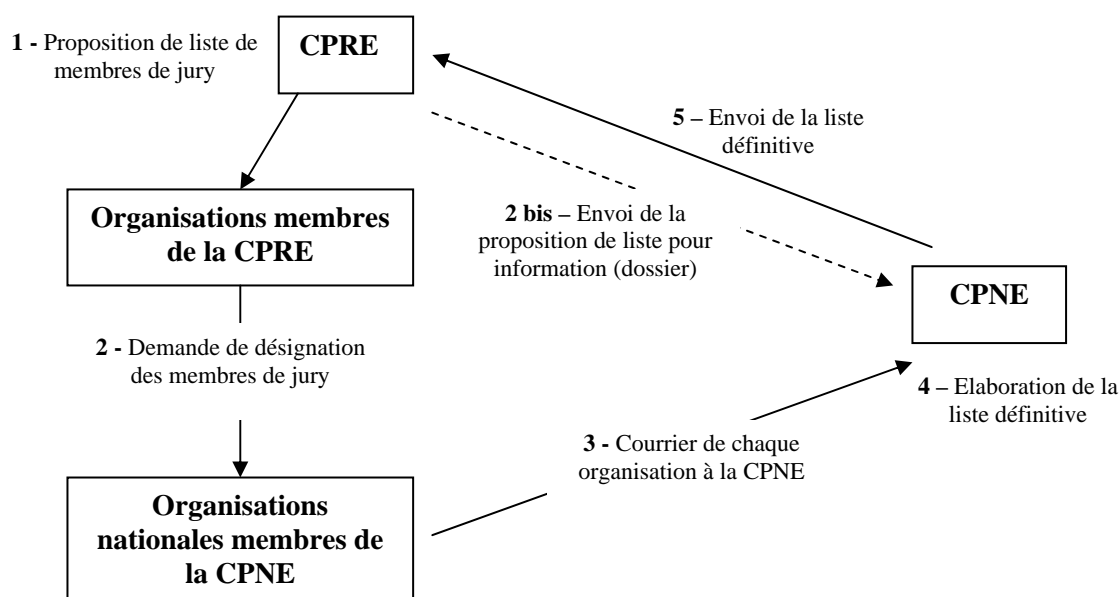 1 - Proposition de liste de
membres de jury
CPRE
5 – Envoi de la liste
définitive
Organisations membres
de la CPRE
2 bis – Envoi de la
proposition de liste pour
information (dossier)
CPNE
2 - Demande de désignation
des membres de jury
4 – Elaboration de la
liste définitive
3 - Courrier de chaque
organisation à la CPNE
Organisations
nationales membres de
la CPNE